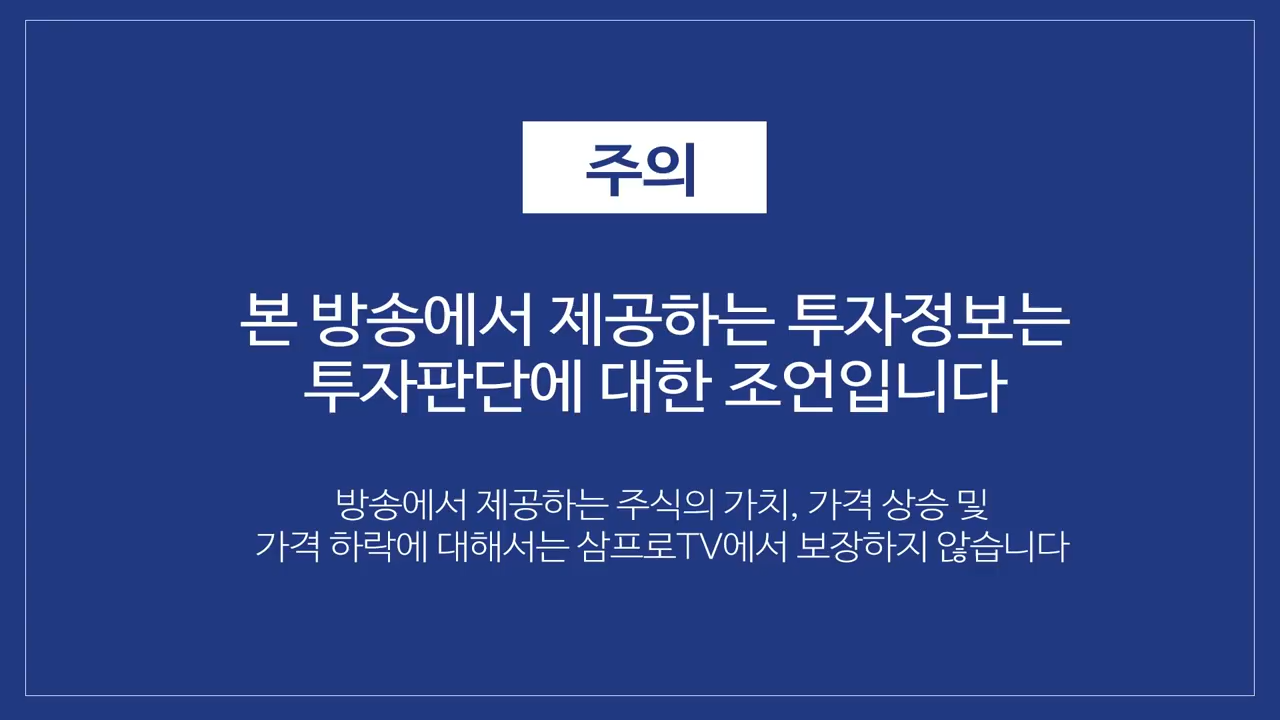 주의
본 방송에서 제공하는 투자정보는
투자판단에 대한 조언입니다
방송에서 제공하는 주식의 가치, 가격 상승 및
가격 하락에 대해서는 삼프로TV에서 보장하지 않습니다